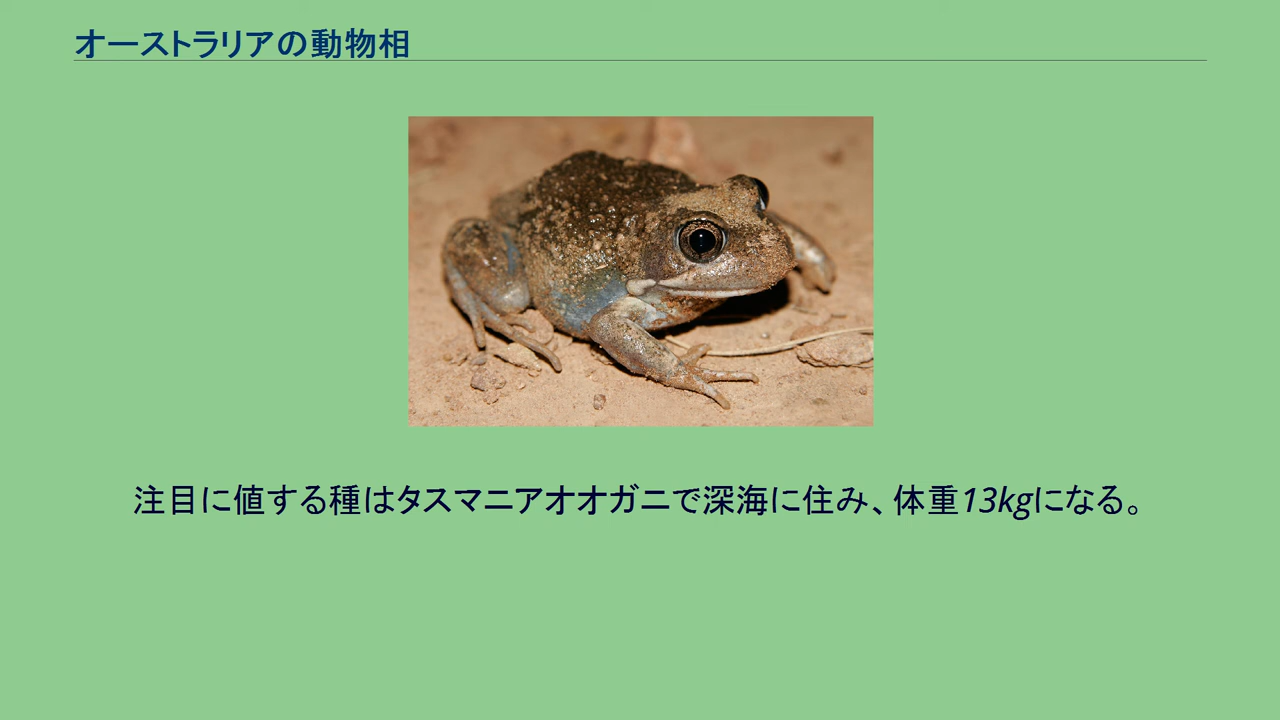 オーストラリアの動物相
注目に値する種はタスマニアオオガニで深海に住み、体重13kgになる。